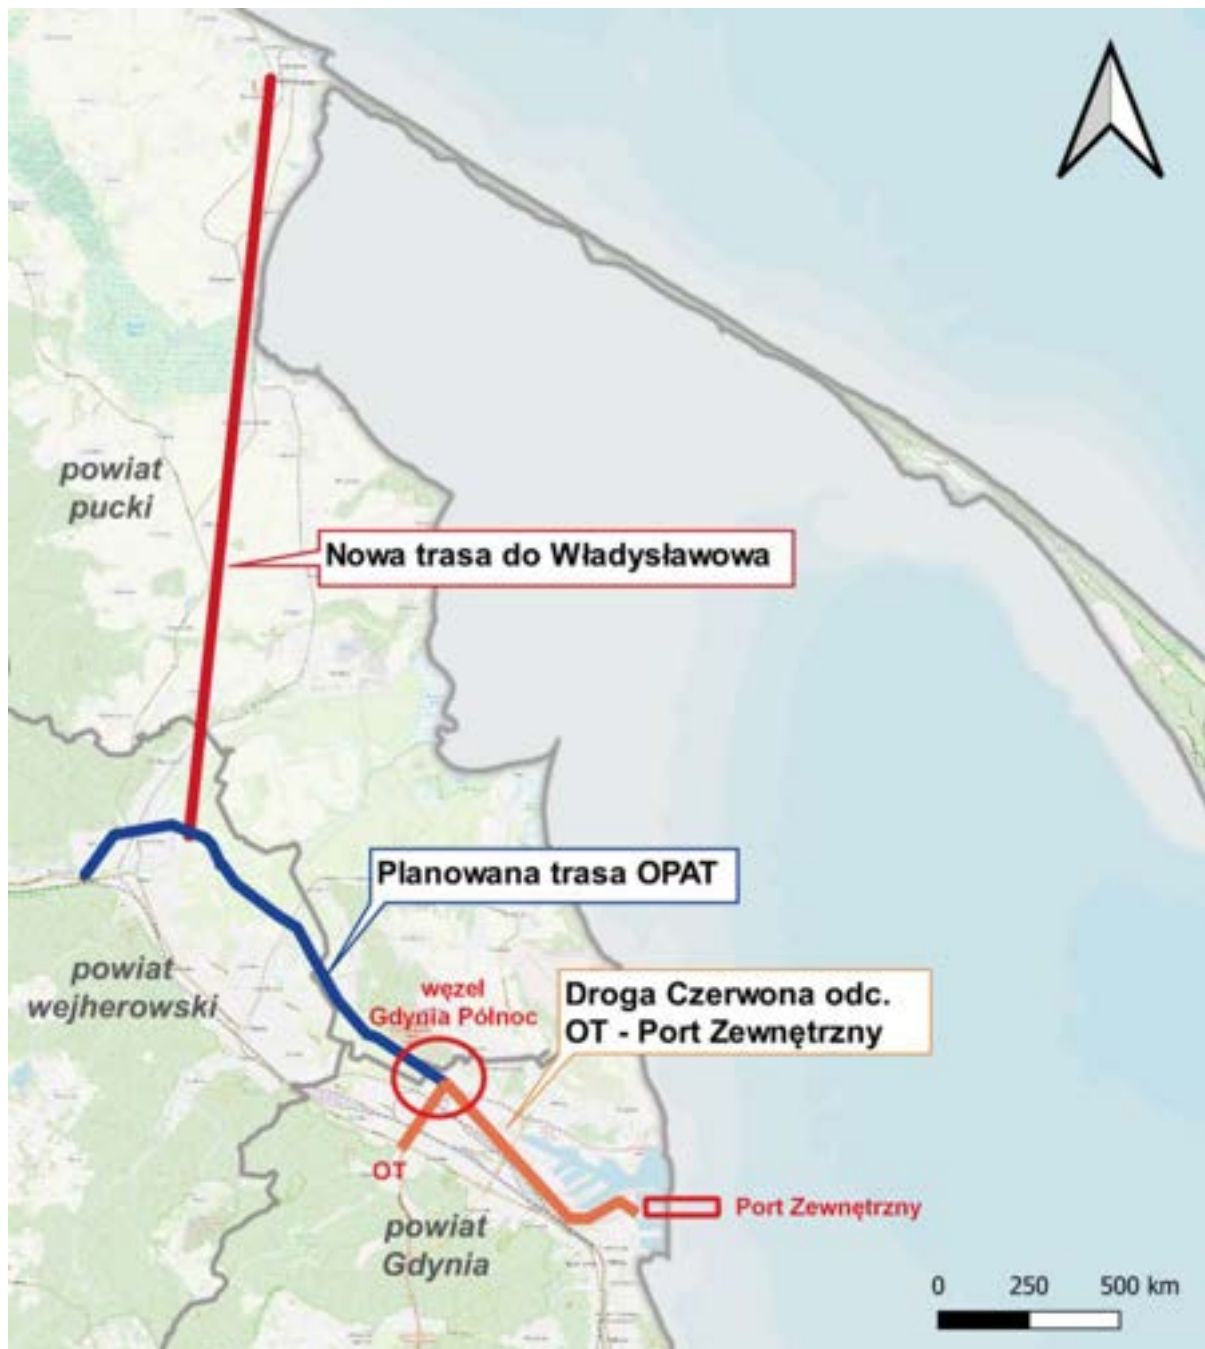 powiat
pucki
Nowa trasa do Władysławowa
Planowana trasa OPAT
powiat
wejherowski
węzeł
Gdynia Północ
Droga Czerwona odc.
OT - Port Zewnętrzny
OT
Port Zewnętrzny
powiat
Gdynia
0 250 500 km